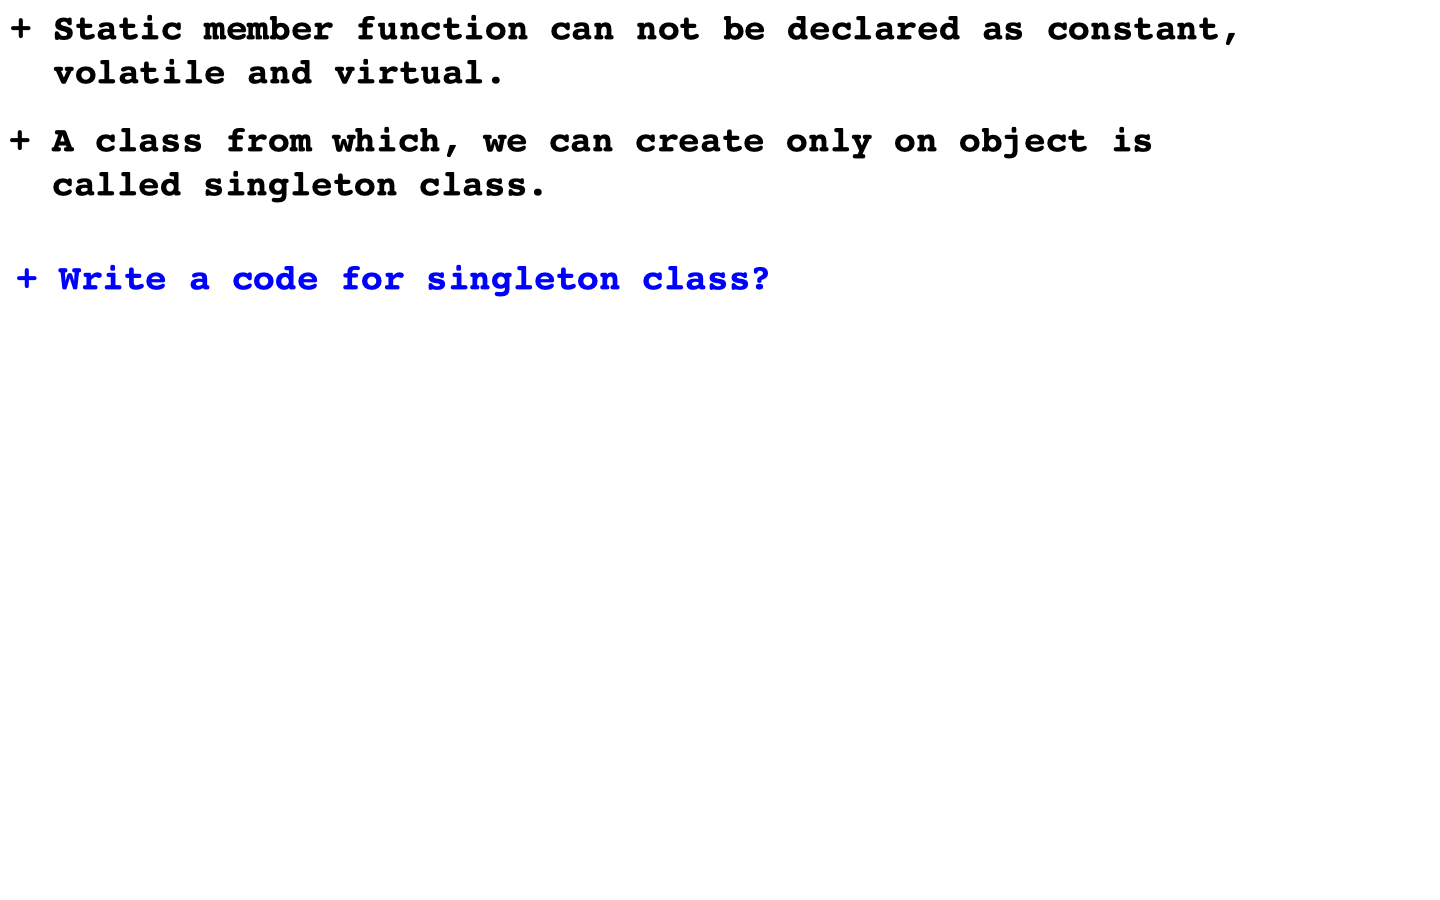 + Static member function can not be declared as constant,
volatile and virtual.
+ A class from which, we can create only on object is
called singleton class.
+ Write a code for singleton class?